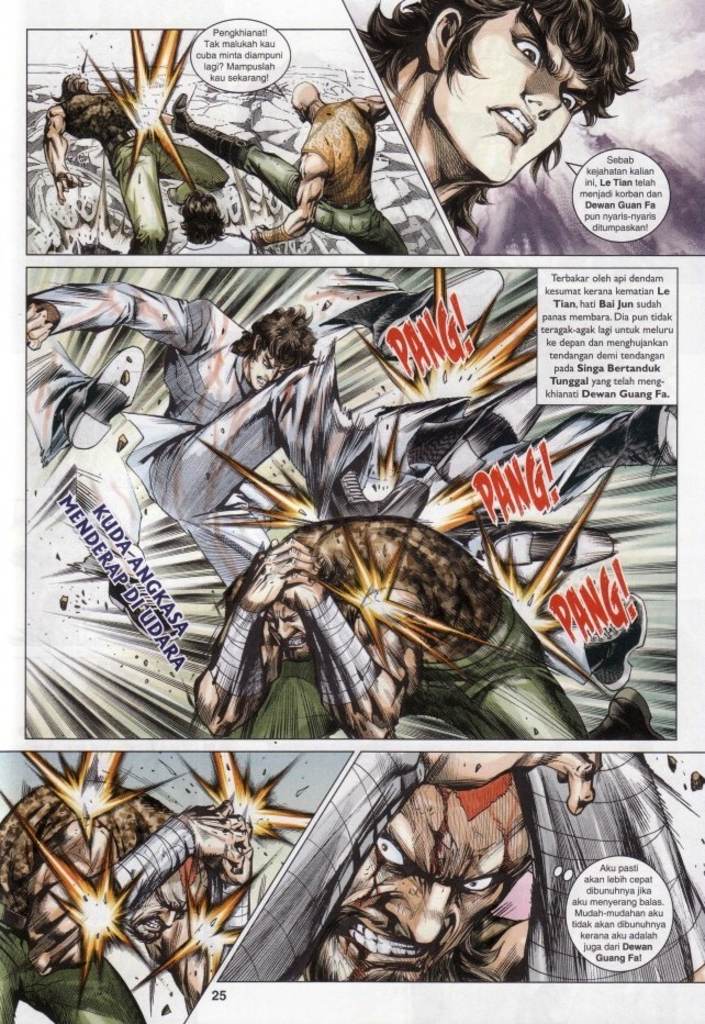 Pengkhianat!
Tak malukah kau
cuba minta diampuni
lagi? Mampuslah
kau sekarang!
Sebab
kejahatan kalian
ini, Le Tian telah
menjadi korban dan
Dewan Guan Fa
pun nyaris-nyaris
ditumpaskan!
Terbakar oleh api dendam
kesumat kerana kematian Le
Tian, hati Bai Jun sudah
panas membara. Dia pun tidak
teragak-agak lagi untuk meluru
ke depan dan menghujankan
tendangan demi tendangan
pada Singa Bertanduk
Tunggal yang telah meng-
khianati Dewan Guang Fa.
PANG!
PANG!
PANG!
KUDA-ANGKASA
MENDERAP DI UDARA
Aku pasti
akan lebih cepat
dibunuhnya jika
aku menyerang balas.
Mudah-mudahan aku
tidak akan dibunuhnya
kerana aku adalah
juga dari Dewan
Guang Fa!
25